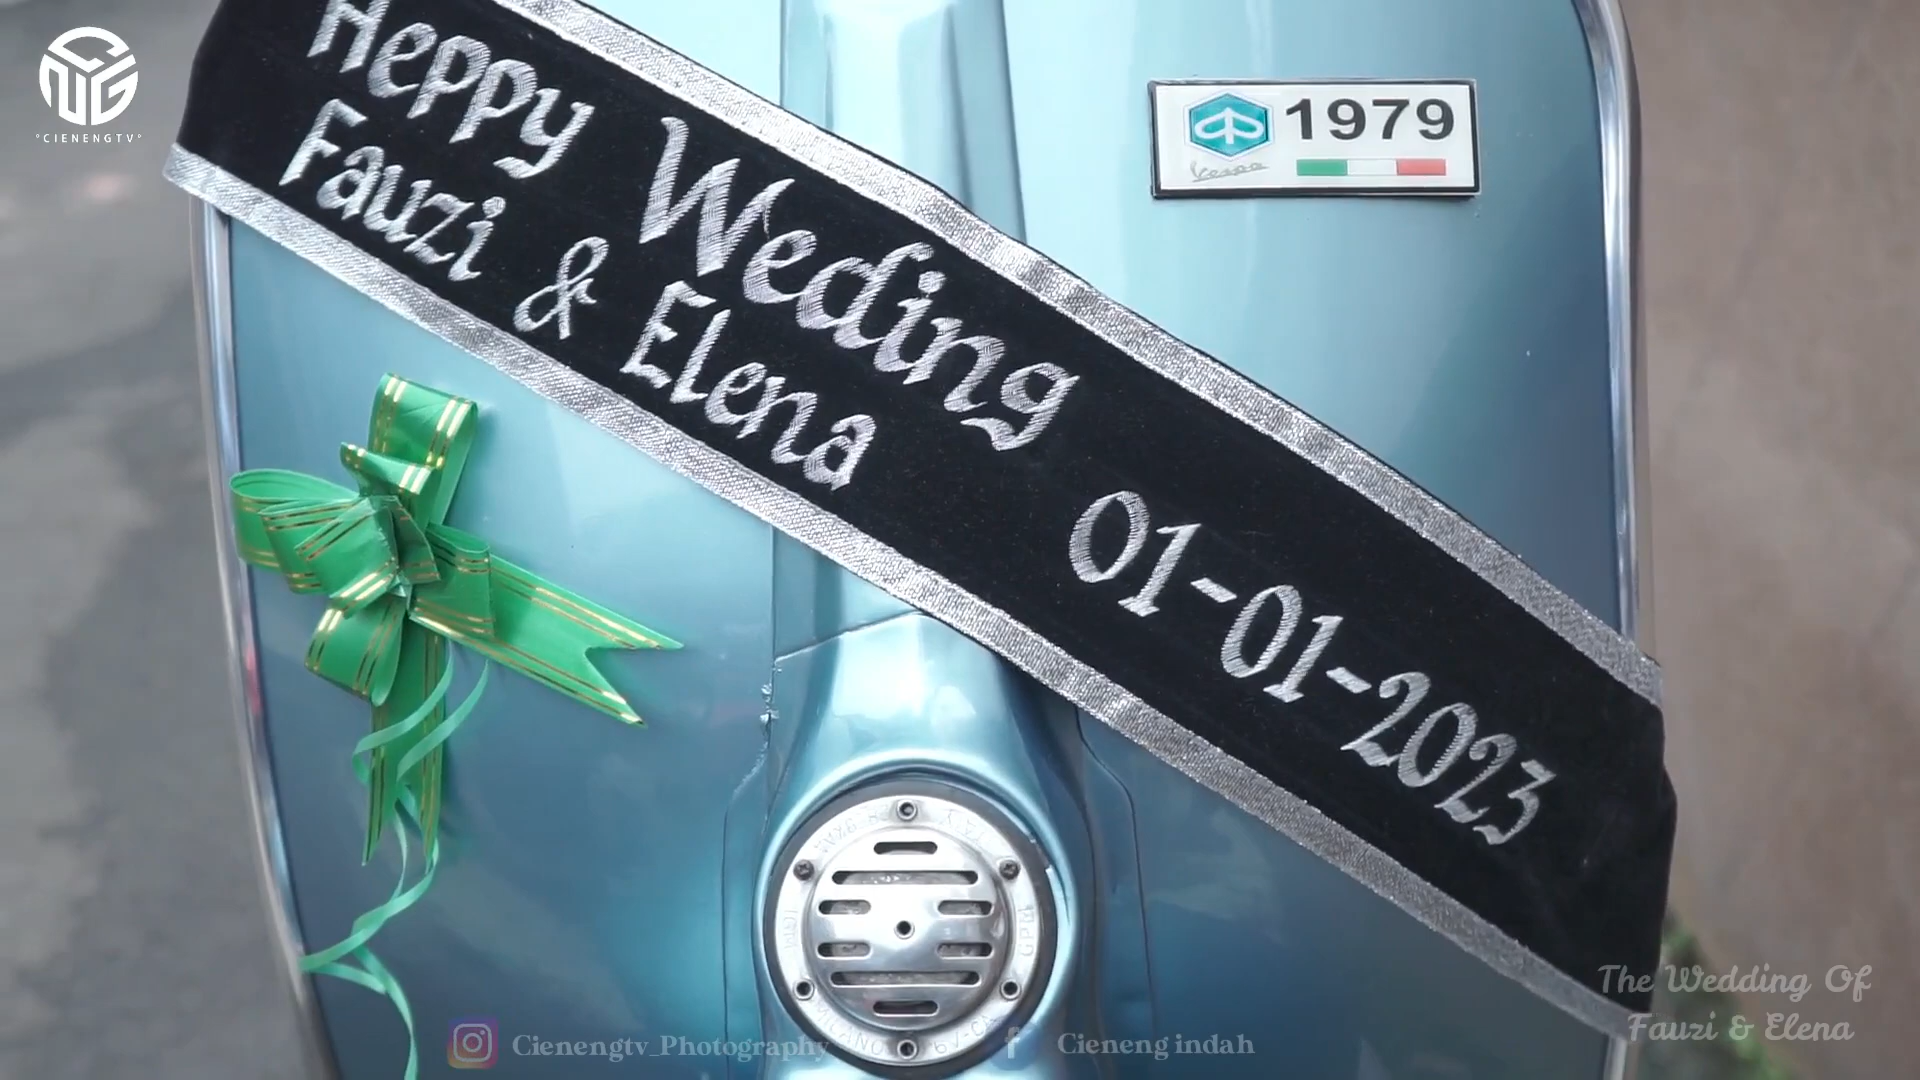 "CIENENGTV"
1979
Vespa
Heppy Weding 01-01-2023
Fauzi & Elena
The Wedding Of
Fauzi & Elena
Cienengtv_Photography
Cieneng indah